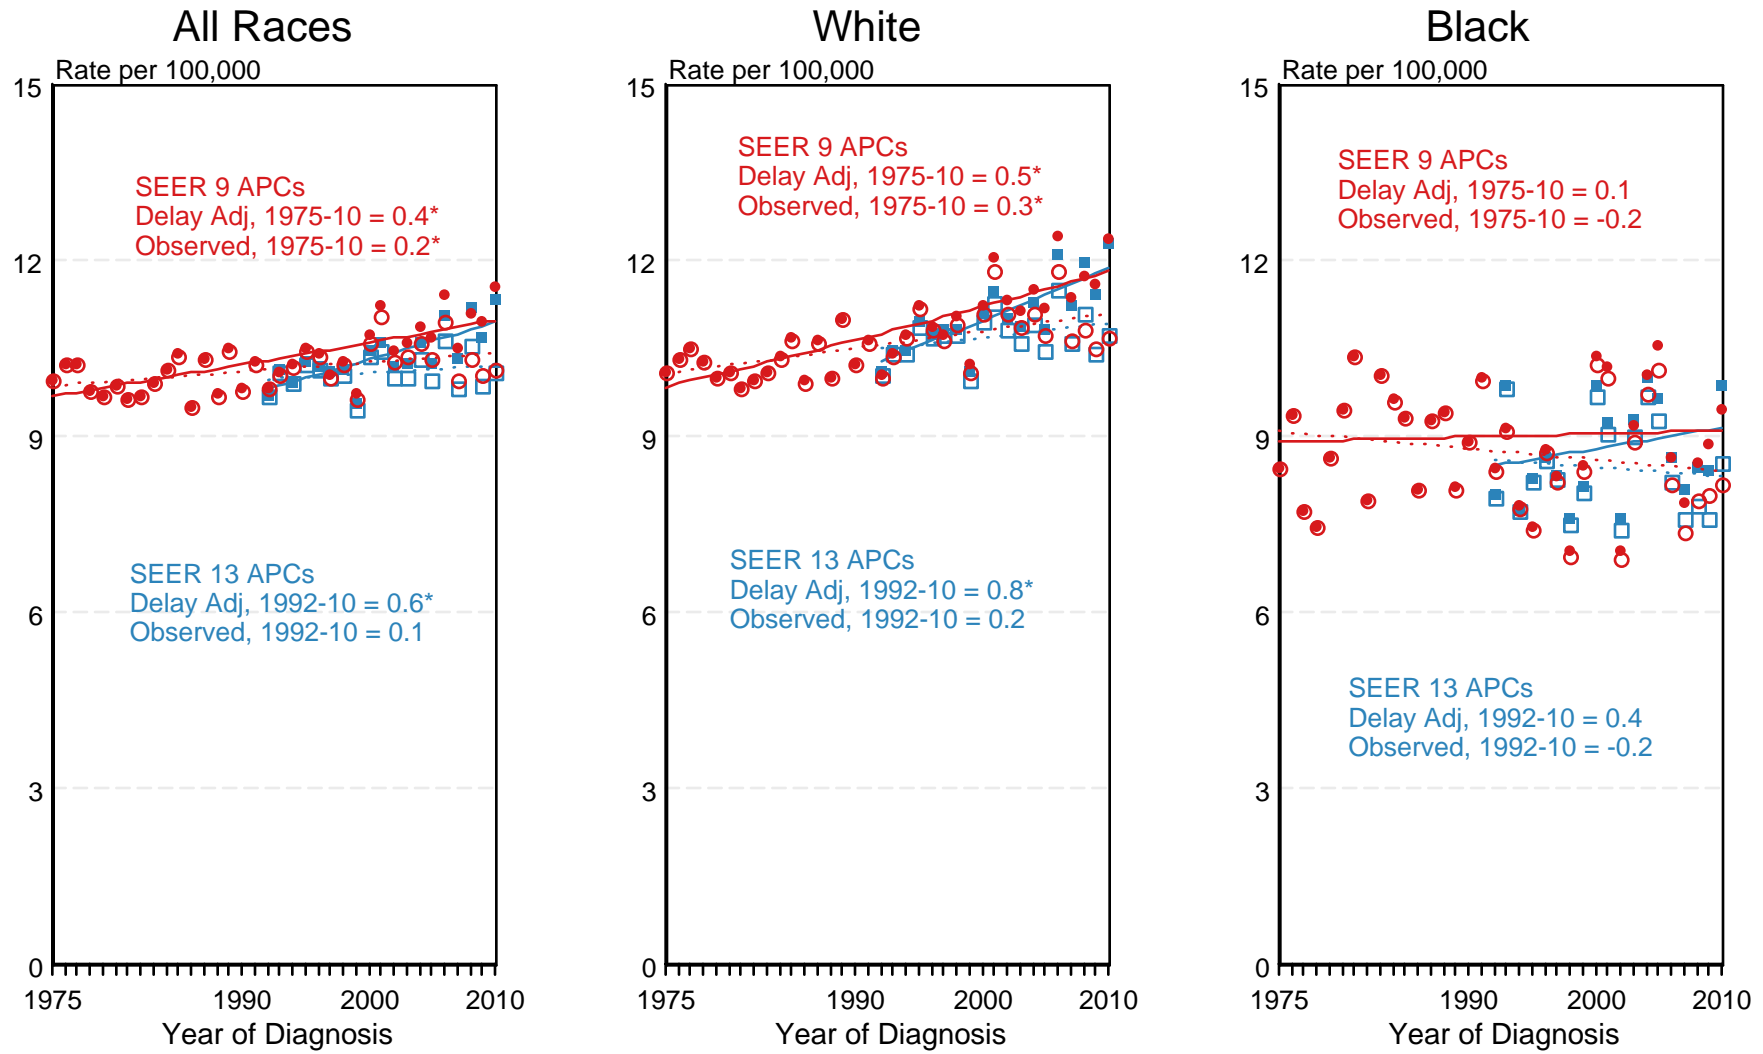 All Races
Rate per 100,000
15
12
9
6
3
0
SEER 9 APCs
Delay Adj, 1975-10 = 0.4*
Observed, 1975-10 = 0.2*
SEER 13 APCs
Delay Adj, 1992-10 = 0.6*
Observed, 1992-10 = 0.1
1975 1990 2000 2010
Year of Diagnosis
White
Rate per 100,000
15
12
9
6
3
0
SEER 9 APCs
Delay Adj, 1975-10 = 0.5*
Observed, 1975-10 = 0.3*
SEER 13 APCs
Delay Adj, 1992-10 = 0.8*
Observed, 1992-10 = 0.2
1975 1990 2000 2010
Year of Diagnosis
Black
Rate per 100,000
15
12
9
6
3
0
SEER 9 APCs
Delay Adj, 1975-10 = 0.1
Observed, 1975-10 = -0.2
SEER 13 APCs
Delay Adj, 1992-10 = 0.4
Observed, 1992-10 = -0.2
1975 1990 2000 2010
Year of Diagnosis